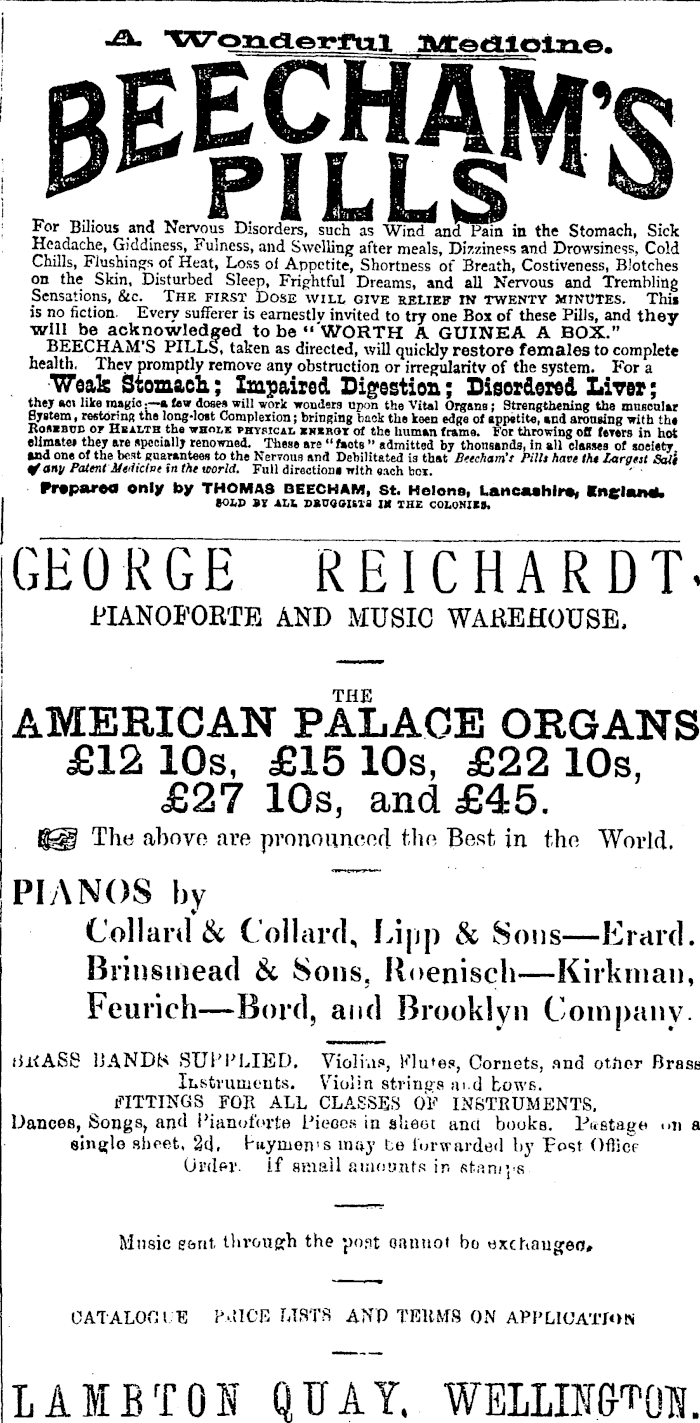 A Wonderful Medicine.
BEECHAM'S
PILLS
For Bilious and Nervous Disorders, such as Wind and Pain in the Stomach, Sick
Headache, Giddiness, Fulness, and Swelling after meals, Dizziness and Drowsiness, Cold
Chills, Flushings of Heat, Loss of Appetite, Shortness of Breath, Costiveness, Blotches
on the Skin, Disturbed Sleep, Frightful Dreams, and all Nervous and Trembling
Sensations, &c. THE FIRST DOSE WILL GIVE RELIEF IN TWENTY MINUTES. This
is no fiction. Every sufferer is earnestly invited to try one Box of these Pills, and they
will be acknowledged to be "WORTH A GUINEA A BOX."
BEECHAM'S PILLS, taken as directed, will quickly restore females to complete
health. They promptly remove any obstruction or irregularity of the system. For a
Weak Stomach; Impaired Digestion; Disordered Liver;
they act like magic:—a few doses will work wonders upon the Vital Organs; Strengthening the muscular
System, restoring the long-lost Complexion; bringing back the keen edge of appetite, and arousing with the
ROSEBUD OF HEALTH the WHOLE PHYSICAL ENERGY of the human frame. For throwing off fevers in hot
climates they are specially renowned. These are "facts" admitted by thousands, in all classes of society,
and one of the best guarantees to the Nervous and Debilitated is that Beecham's Pills have the Largest Sale
of any Patent Medicine in the world. Full directions with each box.
Prepared only by THOMAS BEECHAM, St. Helens, Lancashire, England.
SOLD BY ALL DRUGGISTS IN THE COLONIES.
GEORGE REICHARDT,
PIANOFORTE AND MUSIC WAREHOUSE.
THE
AMERICAN PALACE ORGANS
£12 10s, £15 10s, £22 10s,
£27 10s, and £45.
The above are pronounced the Best in the World.
PIANOS by
Collard & Collard, Lipp & Sons—Erard.
Brinsmead & Sons, Roenisch—Kirkman,
Feurich—Bord, and Brooklyn Company.
BRASS BANDS SUPPLIED. Violins, Flutes, Cornets, and other Brass
Instruments. Violin strings and bows.
FITTINGS FOR ALL CLASSES OF INSTRUMENTS.
Dances, Songs, and Pianoforte Pieces in sheet and books. Postage on a
single sheet, 2d. Payments may be forwarded by Post Office
Order. if small amounts in stamps
Music sent through the post cannot be exchanged.
CATALOGUE PRICE LISTS AND TERMS ON APPLICATION
LAMBTON QUAY, WELLINGTON.